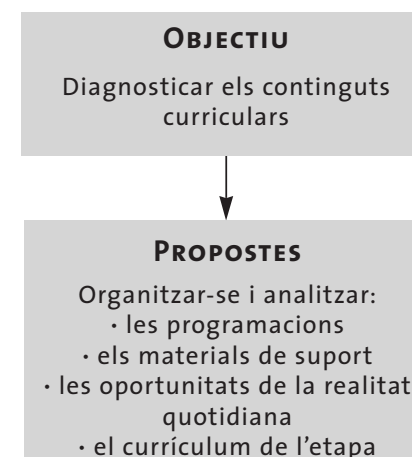 OBJECTIU
Diagnosticar els continguts
curriculars
PROPOSTES
Organitzar-se i analitzar:
· les programacions
· els materials de suport
· les oportunitats de la realitat
quotidiana
· el currículum de l’etapa